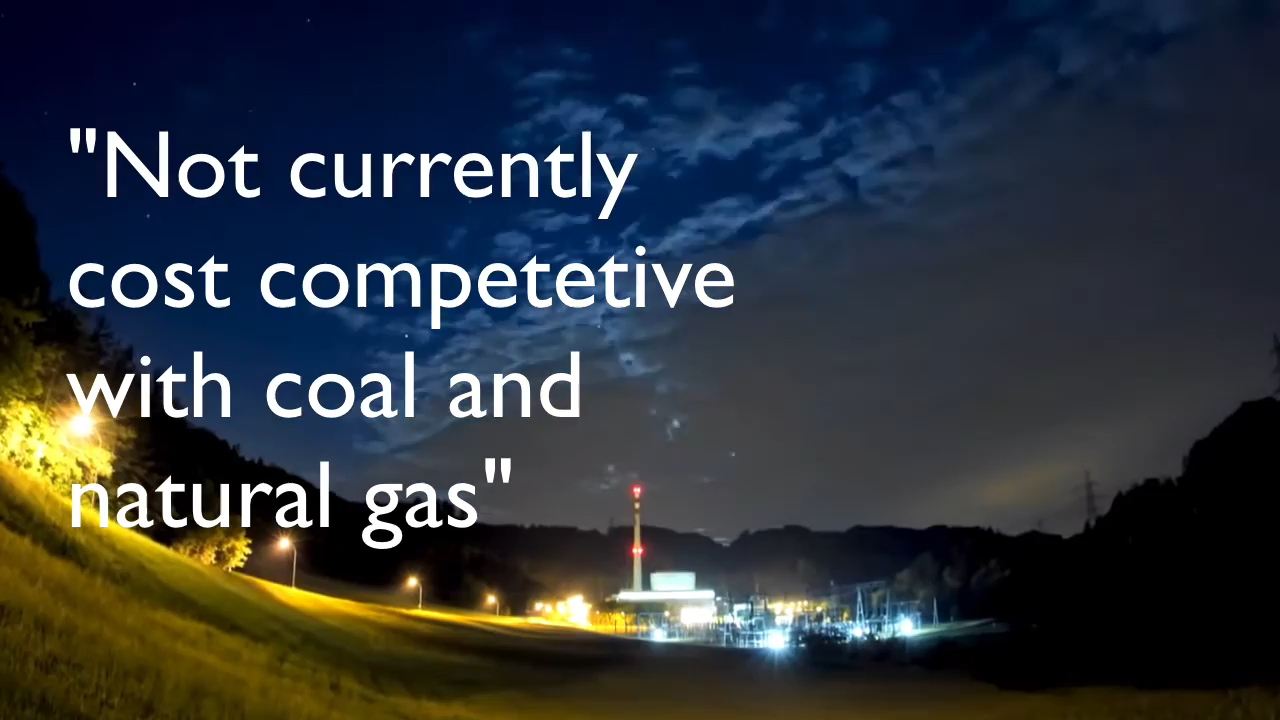 "Not currently
cost competetive
with coal and
natural gas"